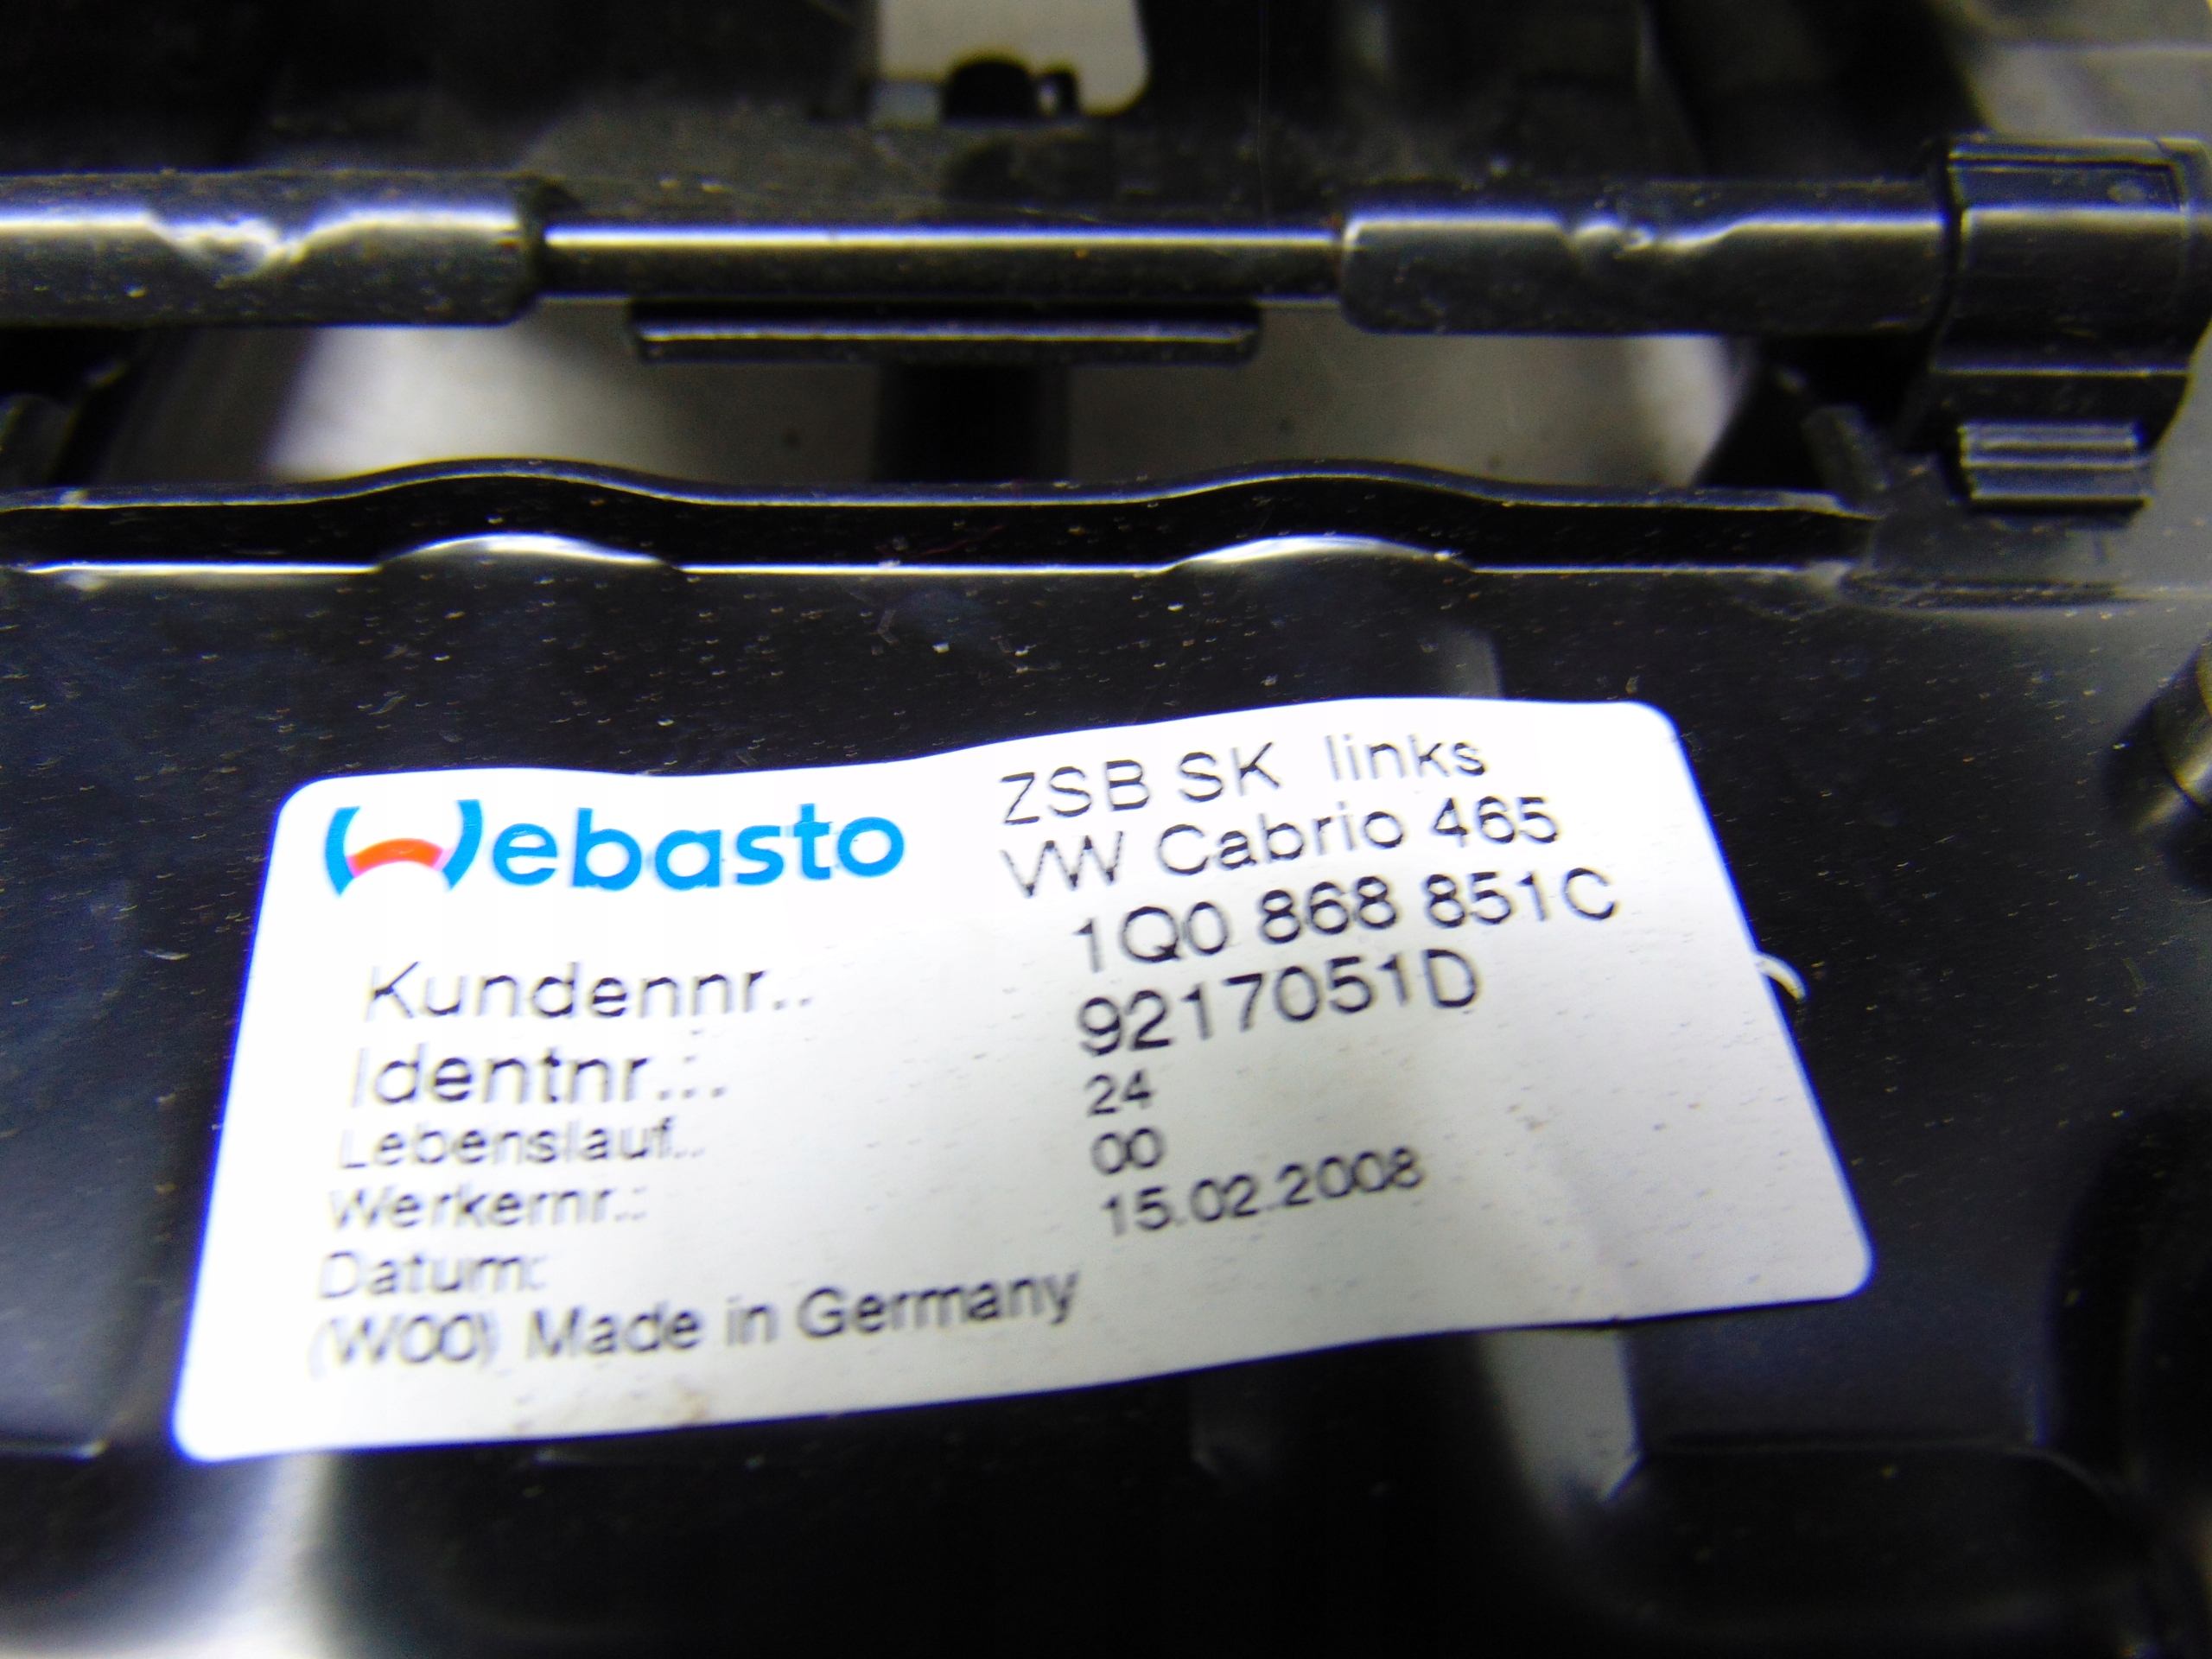 Webasto
ZSB SK links
VW Cabrio 465
Kundennr.: 1Q0 868 851C
Identnr.: 9217051D
Lebenslauf: 24
Werkernr.: 00
Datum: 15.02.2008
(W00) Made in Germany